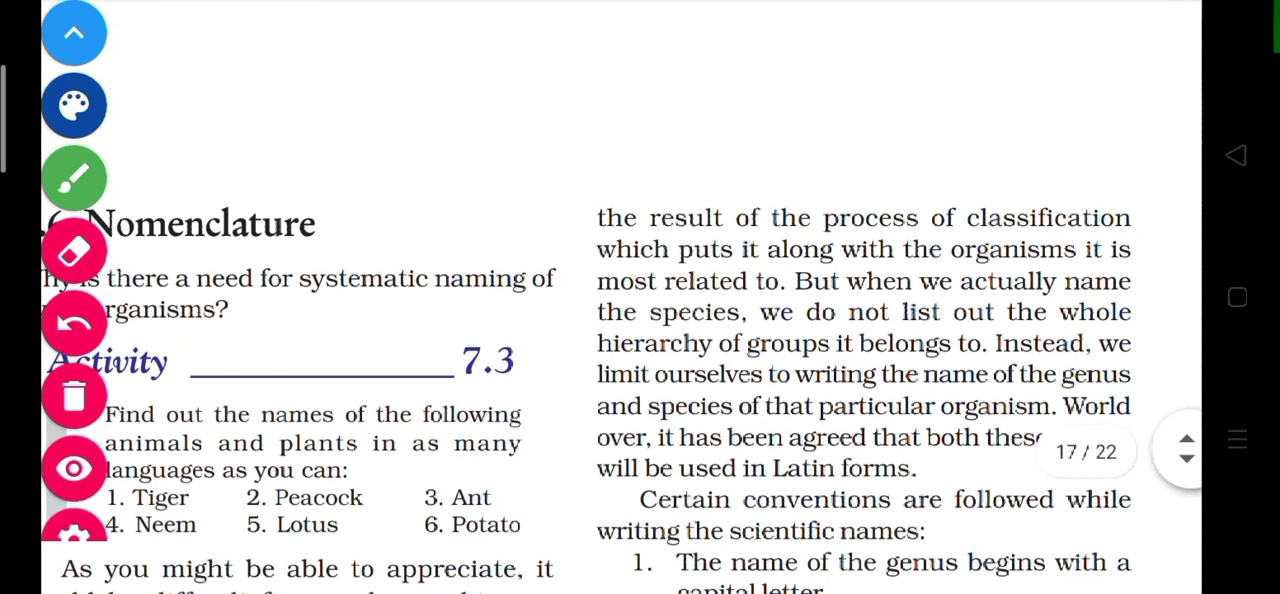 Nomenclature
is there a need for systematic naming of
rganisms?
Activity 7.3
Find out the names of the following
animals and plants in as many
languages as you can:
1. Tiger 2. Peacock 3. Ant
4. Neem 5. Lotus 6. Potato
As you might be able to appreciate, it
the result of the process of classification
which puts it along with the organisms it is
most related to. But when we actually name
the species, we do not list out the whole
hierarchy of groups it belongs to. Instead, we
limit ourselves to writing the name of the genus
and species of that particular organism. World
over, it has been agreed that both these
will be used in Latin forms.
Certain conventions are followed while
writing the scientific names:
1. The name of the genus begins with a
capital letter
17 / 22